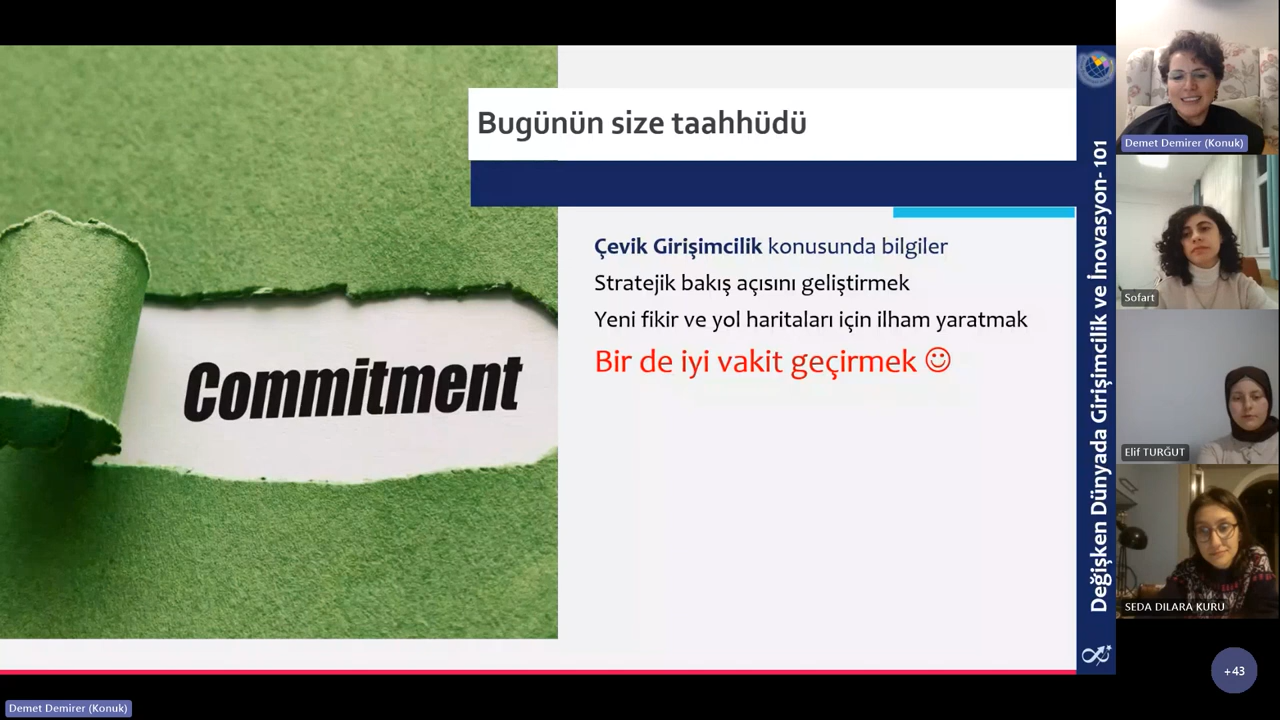 Bugünün size taahhüdü
Commitment
Çevik Girişimcilik konusunda bilgiler
Stratejik bakış açısını geliştirmek
Yeni fikir ve yol haritaları için ilham yaratmak
Bir de iyi vakit geçirmek ☺
Değişken Dünyada Girişimcilik ve İnovasyon- 101
Demet Demirer (Konuk)
Sofart
Elif TURĞUT
SEDA DILARA KURU
+43
Demet Demirer (Konuk)